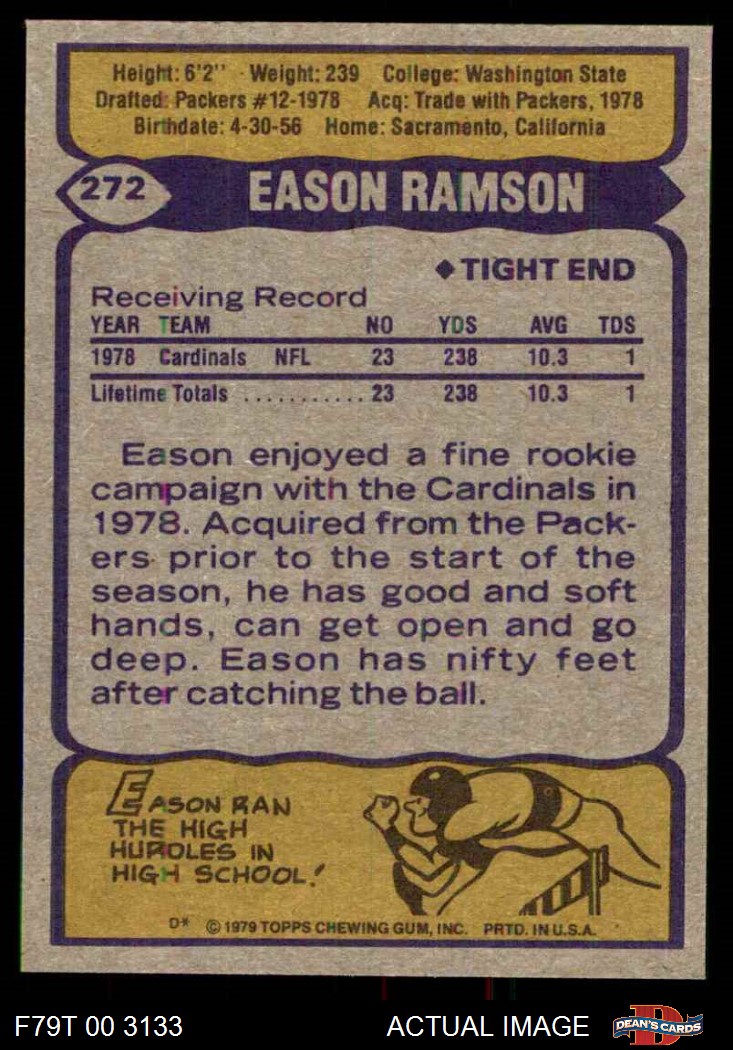 Height: 6'2" Weight: 239 College: Washington State
Drafted: Packers #12-1978 Acq: Trade with Packers, 1978
Birthdate: 4-30-56 Home: Sacramento, California
272 EASON RAMSON
◆ TIGHT END
Receiving Record
YEAR TEAM NO YDS AVG TDS
1978 Cardinals NFL 23 238 10.3 1
Lifetime Totals ........... 23 238 10.3 1
Eason enjoyed a fine rookie
campaign with the Cardinals in
1978. Acquired from the Pack-
ers prior to the start of the
season, he has good and soft
hands, can get open and go
deep. Eason has nifty feet
after catching the ball.
EASON RAN
THE HIGH
HURDLES IN
HIGH SCHOOL!
D* © 1979 TOPPS CHEWING GUM, INC. PRTD. IN U.S.A.
F79T 00 3133 ACTUAL IMAGE D DEAN'S CARDS